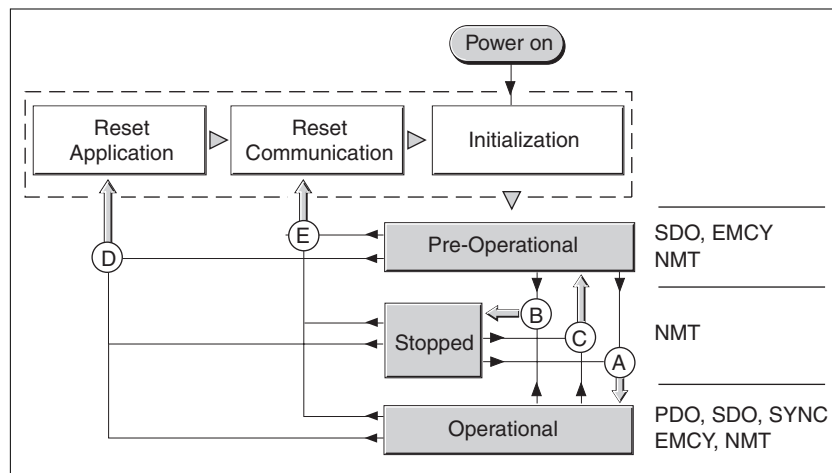 Power on
Reset
Application
Reset
Communication
Initialization
Pre-Operational
SDO, EMCY
NMT
E
D
B
Stopped
C
NMT
A
Operational
PDO, SDO, SYNC
EMCY, NMT